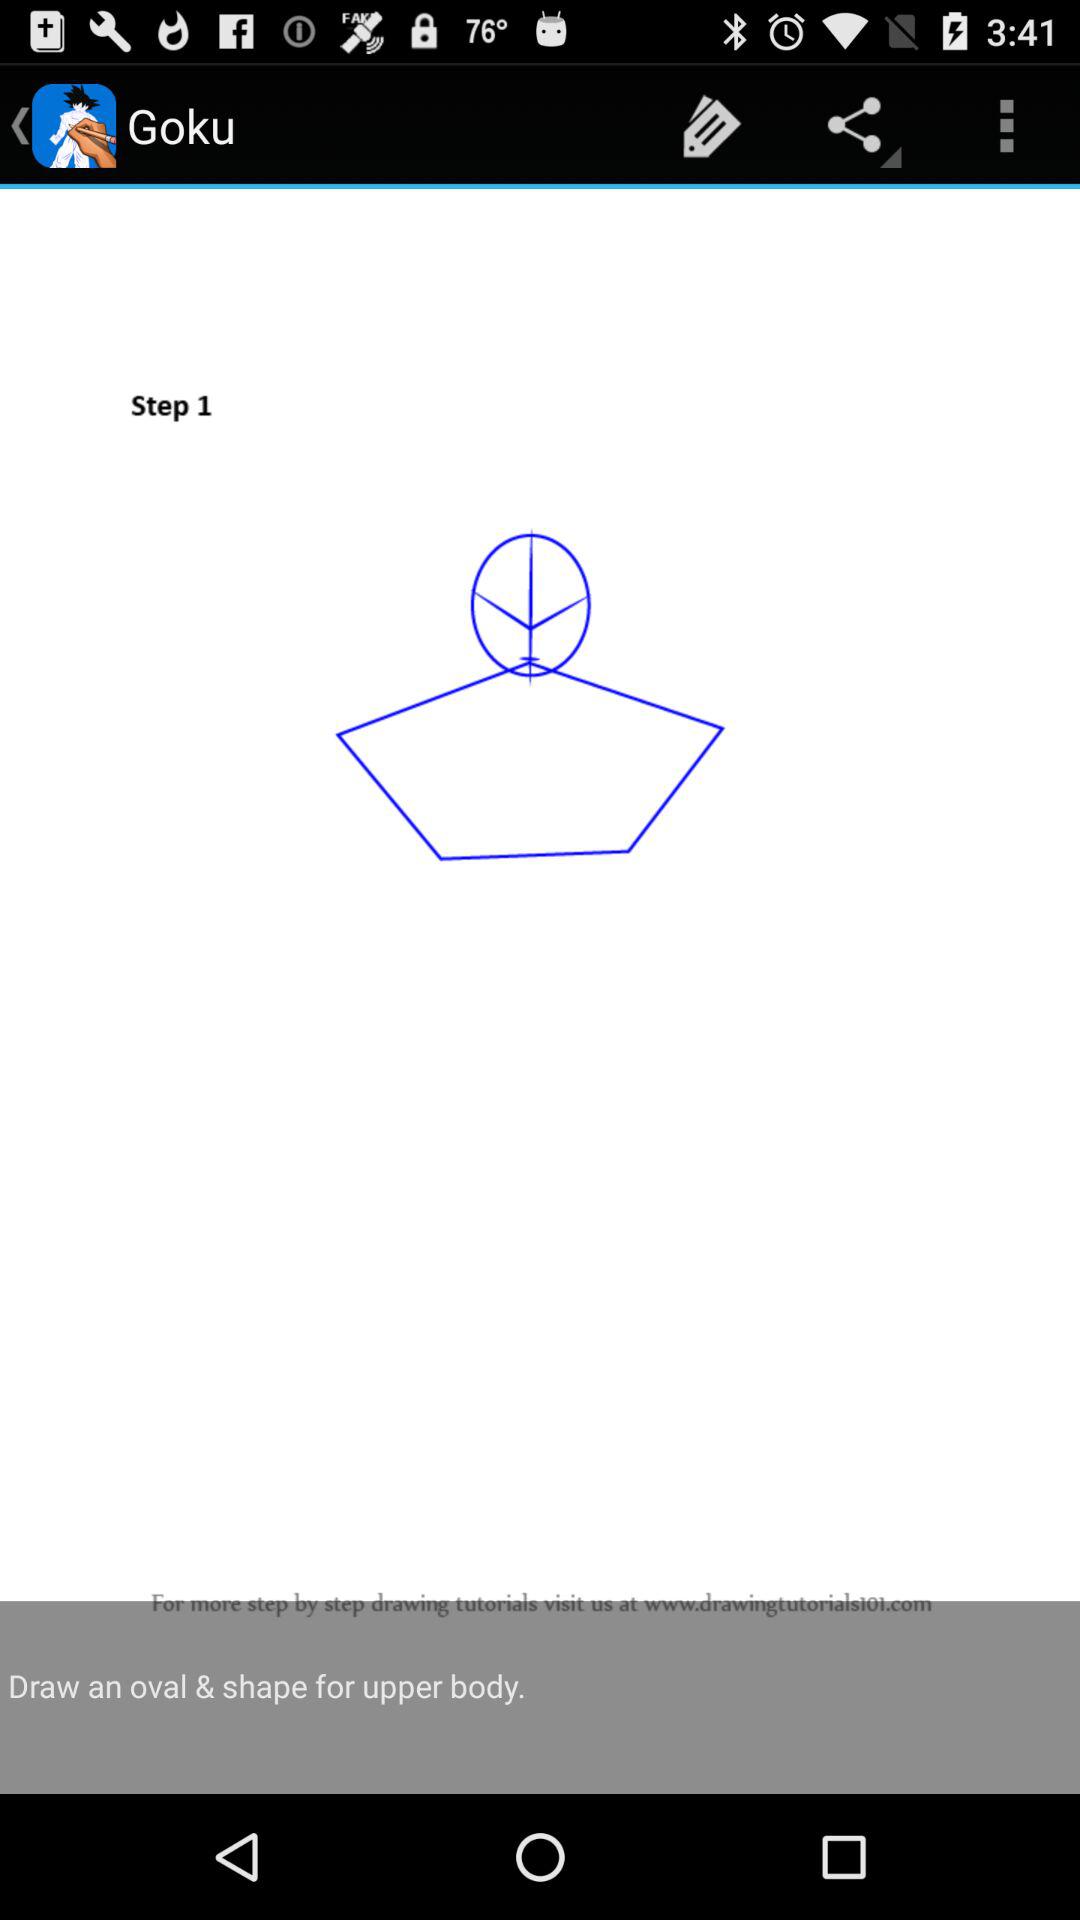 FAKE
76°
3:41
Goku
Step 1
For more step by step drawing tutorials visit us at www.drawingtutorials101.com
Draw an oval & shape for upper body.